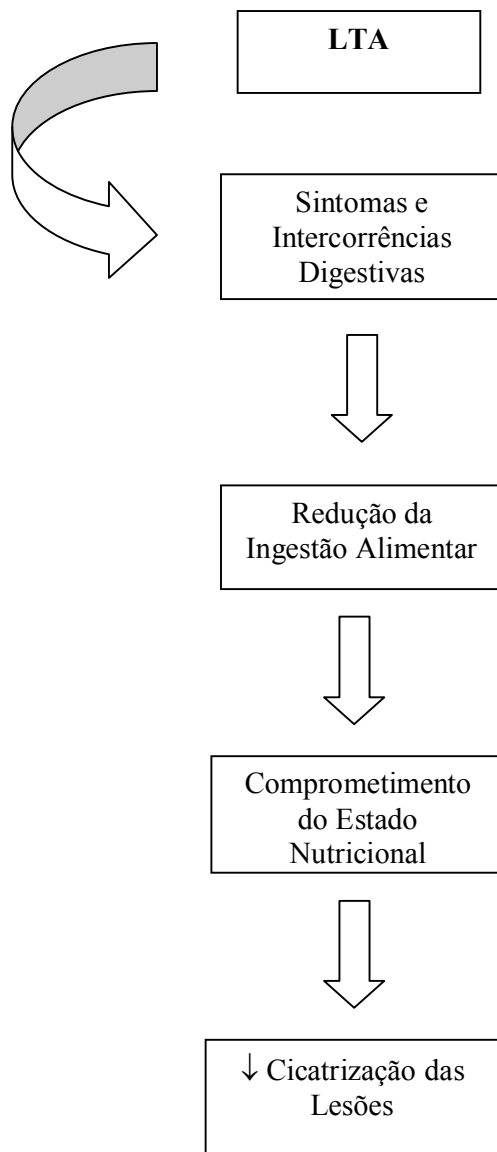 LTA
Sintomas e
Intercorrências
Digestivas
Redução da
Ingestão Alimentar
Comprometimento
do Estado
Nutricional
↓ Cicatrização das
Lesões